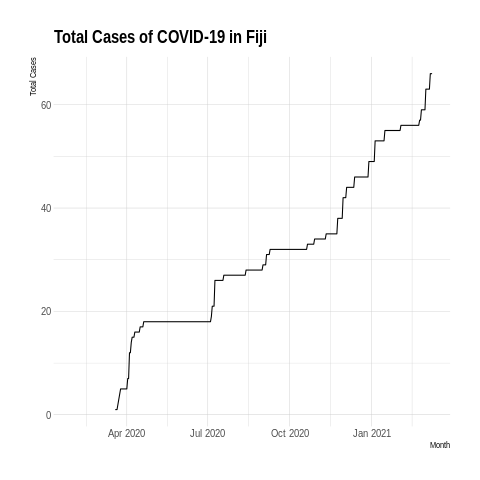 Total Cases of COVID-19 in Fiji
Total Cases
60
40
20
0
Apr 2020
Jul 2020
Oct 2020
Jan 2021
Month